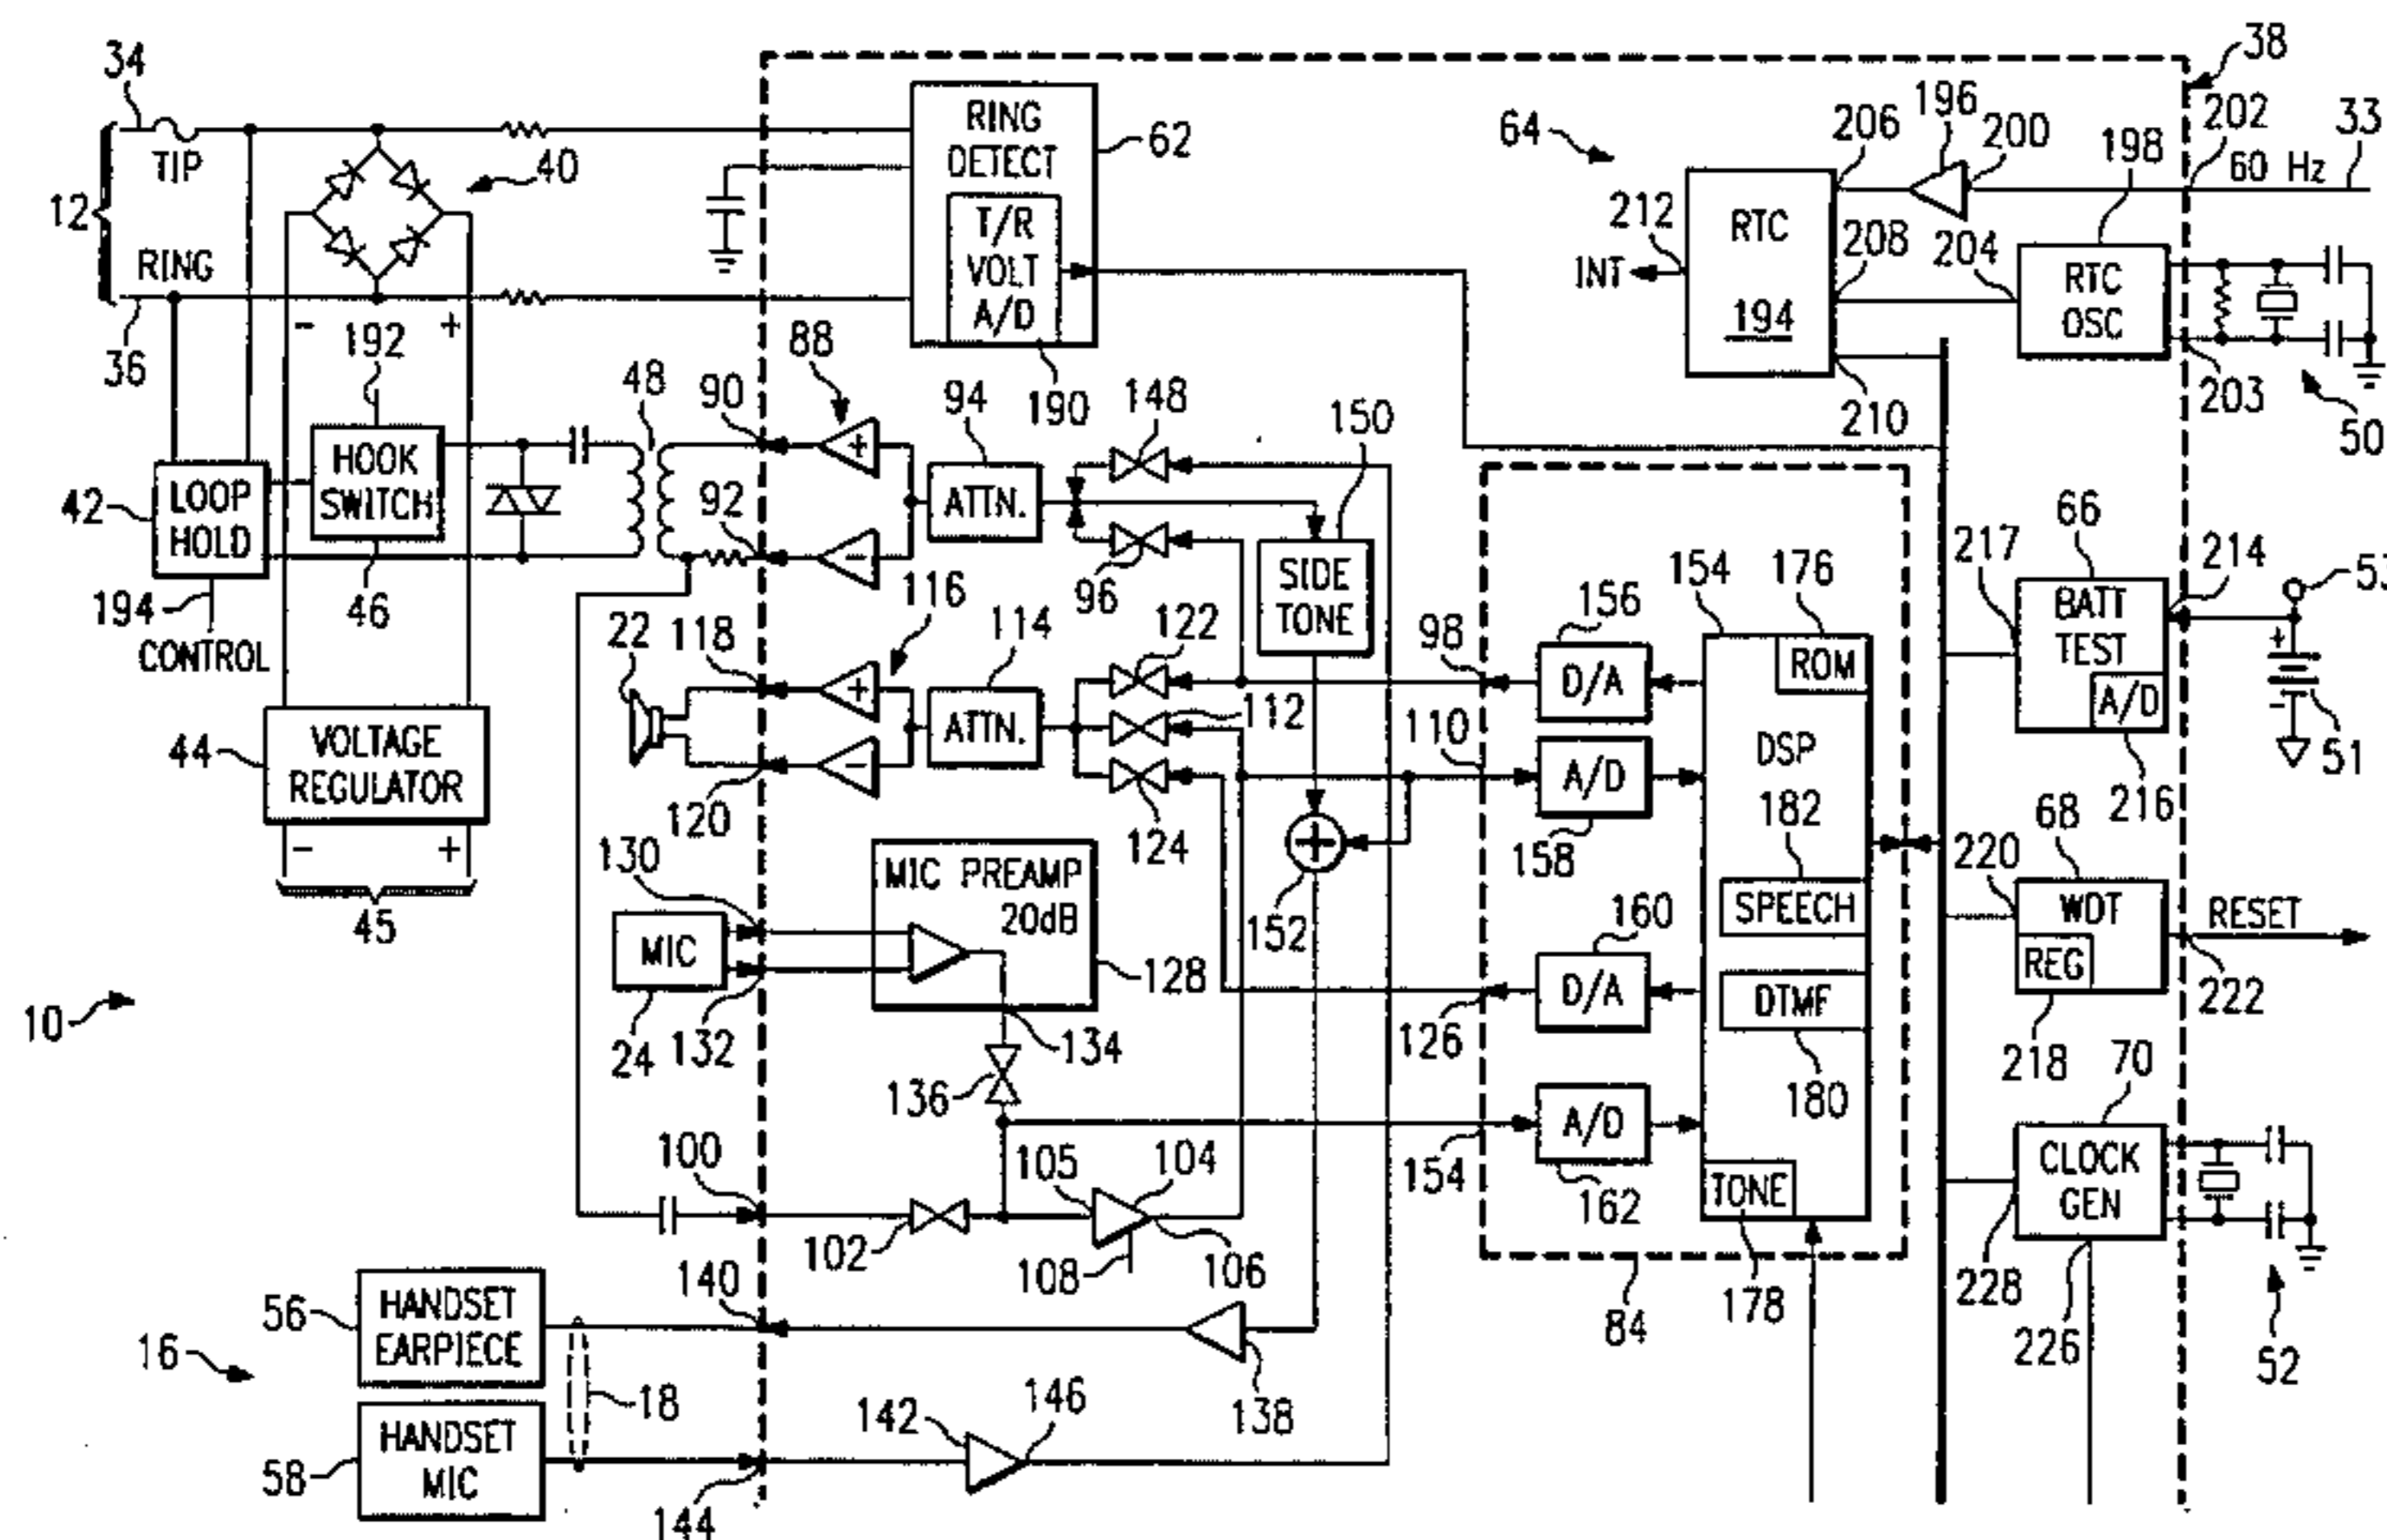 34
TIP
12
RING
36
40
- +
192
42
LOOP
HOLD
194
CONTROL
HOOK
SWITCH
46
48
44
VOLTAGE
REGULATOR
- +
45
10
RING
DETECT
T/R
VOLT
A/D
62
190
88
90
92
+
-
94
ATTN.
148
96
150
SIDE
TONE
22
118
120
116
+
-
114
ATTN.
122
112
124
152
+
130
132
MIC
24
MIC PREAMP
20dB
128
134
136
100
102
105
104
108
106
140
138
56
HANDSET
EARPIECE
16
18
58
HANDSET
MIC
144
142
146
38
64
206
196
200
202
33
198
60 Hz
212
INT
RTC
194
208
204
RTC
OSC
210
203
50
98
156
D/A
154
176
ROM
110
A/D
158
DSP
182
SPEECH
160
D/A
126
DTMF
180
154
A/D
162
TONE
178
84
217
66
BATT
TEST
A/D
214
216
53
+
-
51
220
68
WDT
REG
218
RESET
222
70
CLOCK
GEN
228
226
52